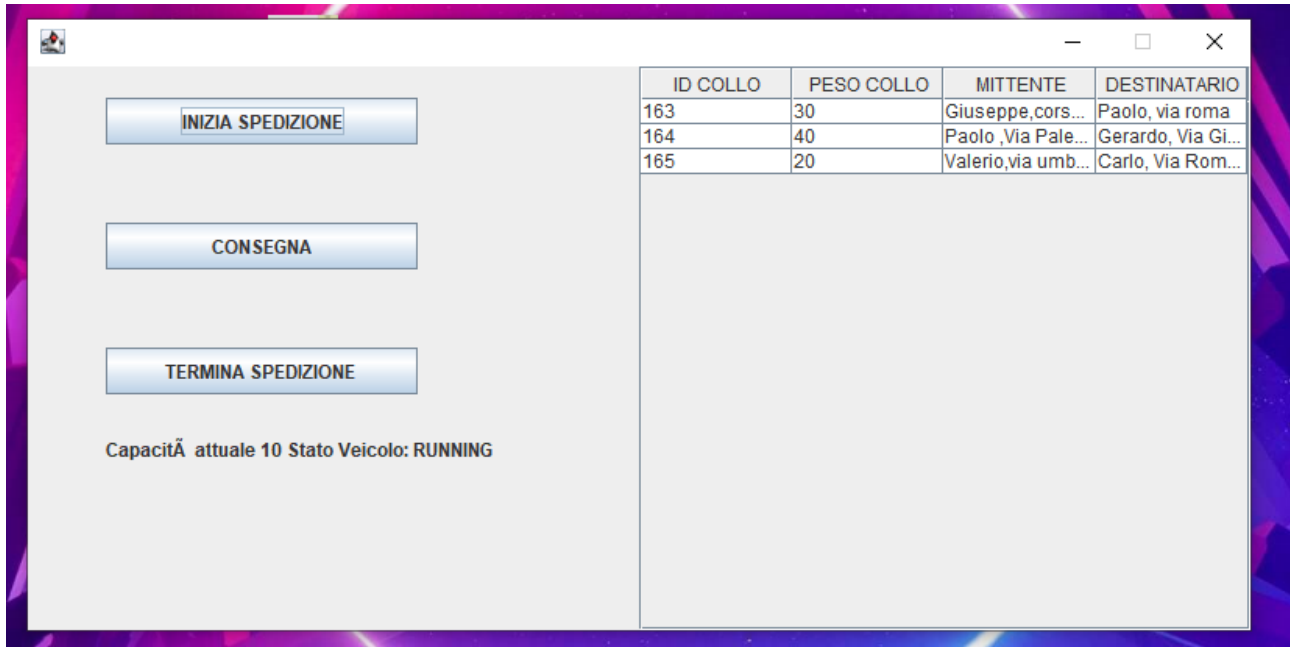 INIZIA SPEDIZIONE
CONSEGNA
TERMINA SPEDIZIONE
CapacitÃ attuale 10 Stato Veicolo: RUNNING
ID COLLO PESO COLLO MITTENTE DESTINATARIO
163 30 Giuseppe,cors... Paolo, via roma
164 40 Paolo ,Via Pale... Gerardo, Via Gi...
165 20 Valerio,via umb... Carlo, Via Rom...